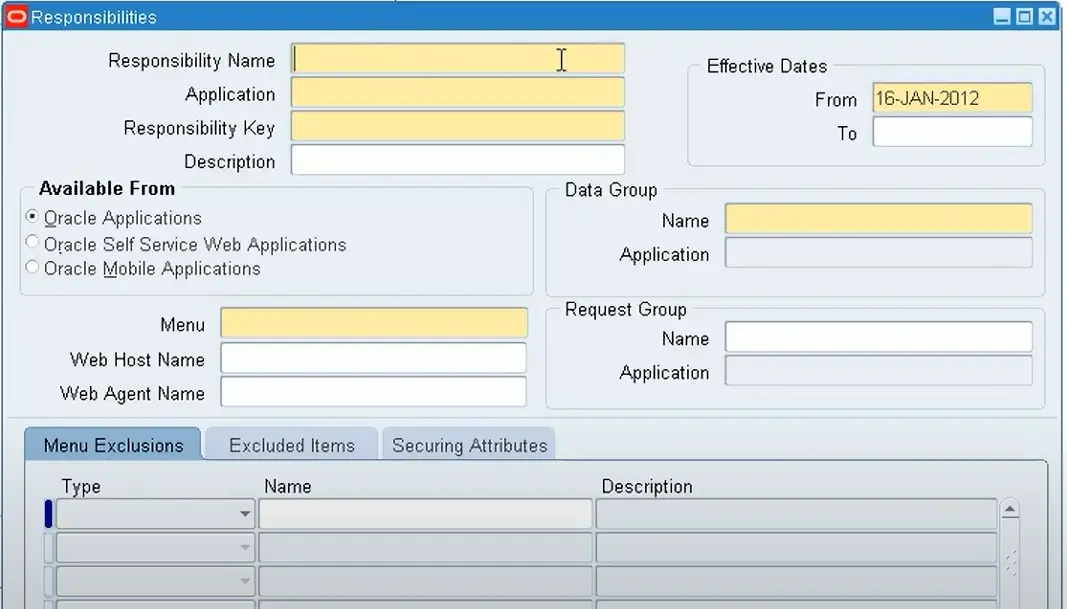 Responsibilities
Responsibility Name
Application
Responsibility Key
Description
Effective Dates
From 16-JAN-2012
To
Available From
Oracle Applications
Oracle Self Service Web Applications
Oracle Mobile Applications
Data Group
Name
Application
Menu
Web Host Name
Web Agent Name
Request Group
Name
Application
Menu Exclusions Excluded Items Securing Attributes
Type Name Description